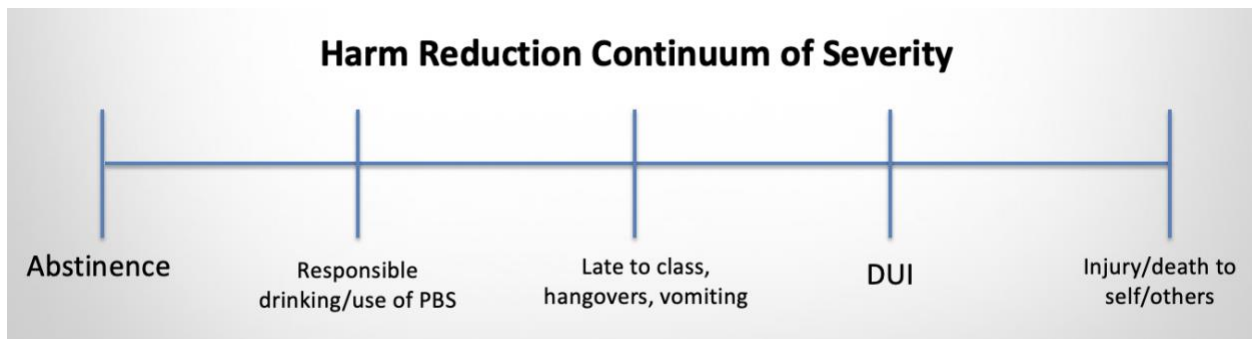 Harm Reduction Continuum of Severity
Abstinence
Responsible
drinking/use of PBS
Late to class,
hangovers, vomiting
DUI
Injury/death to
self/others